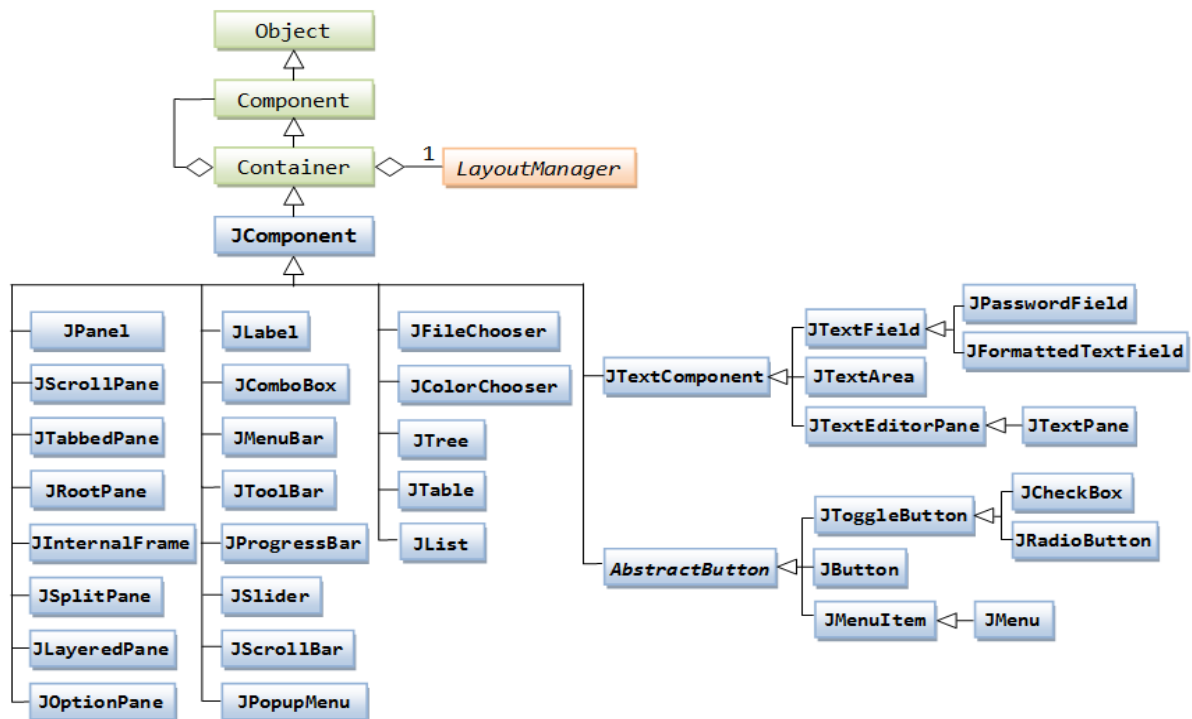 Object
Component
Container
1
LayoutManager
JComponent
JPanel
JScrollPane
JTabbedPane
JRootPane
JInternalFrame
JSplitPane
JLayeredPane
JOptionPane
JLabel
JComboBox
JMenuBar
JToolBar
JProgressBar
JSlider
JScrollBar
JPopupMenu
JFileChooser
JColorChooser
JTree
JTable
JList
JTextComponent
JTextField
JPasswordField
JFormattedTextField
JTextArea
JTextEditorPane
JTextPane
AbstractButton
JToggleButton
JCheckBox
JRadioButton
JButton
JMenuItem
JMenu